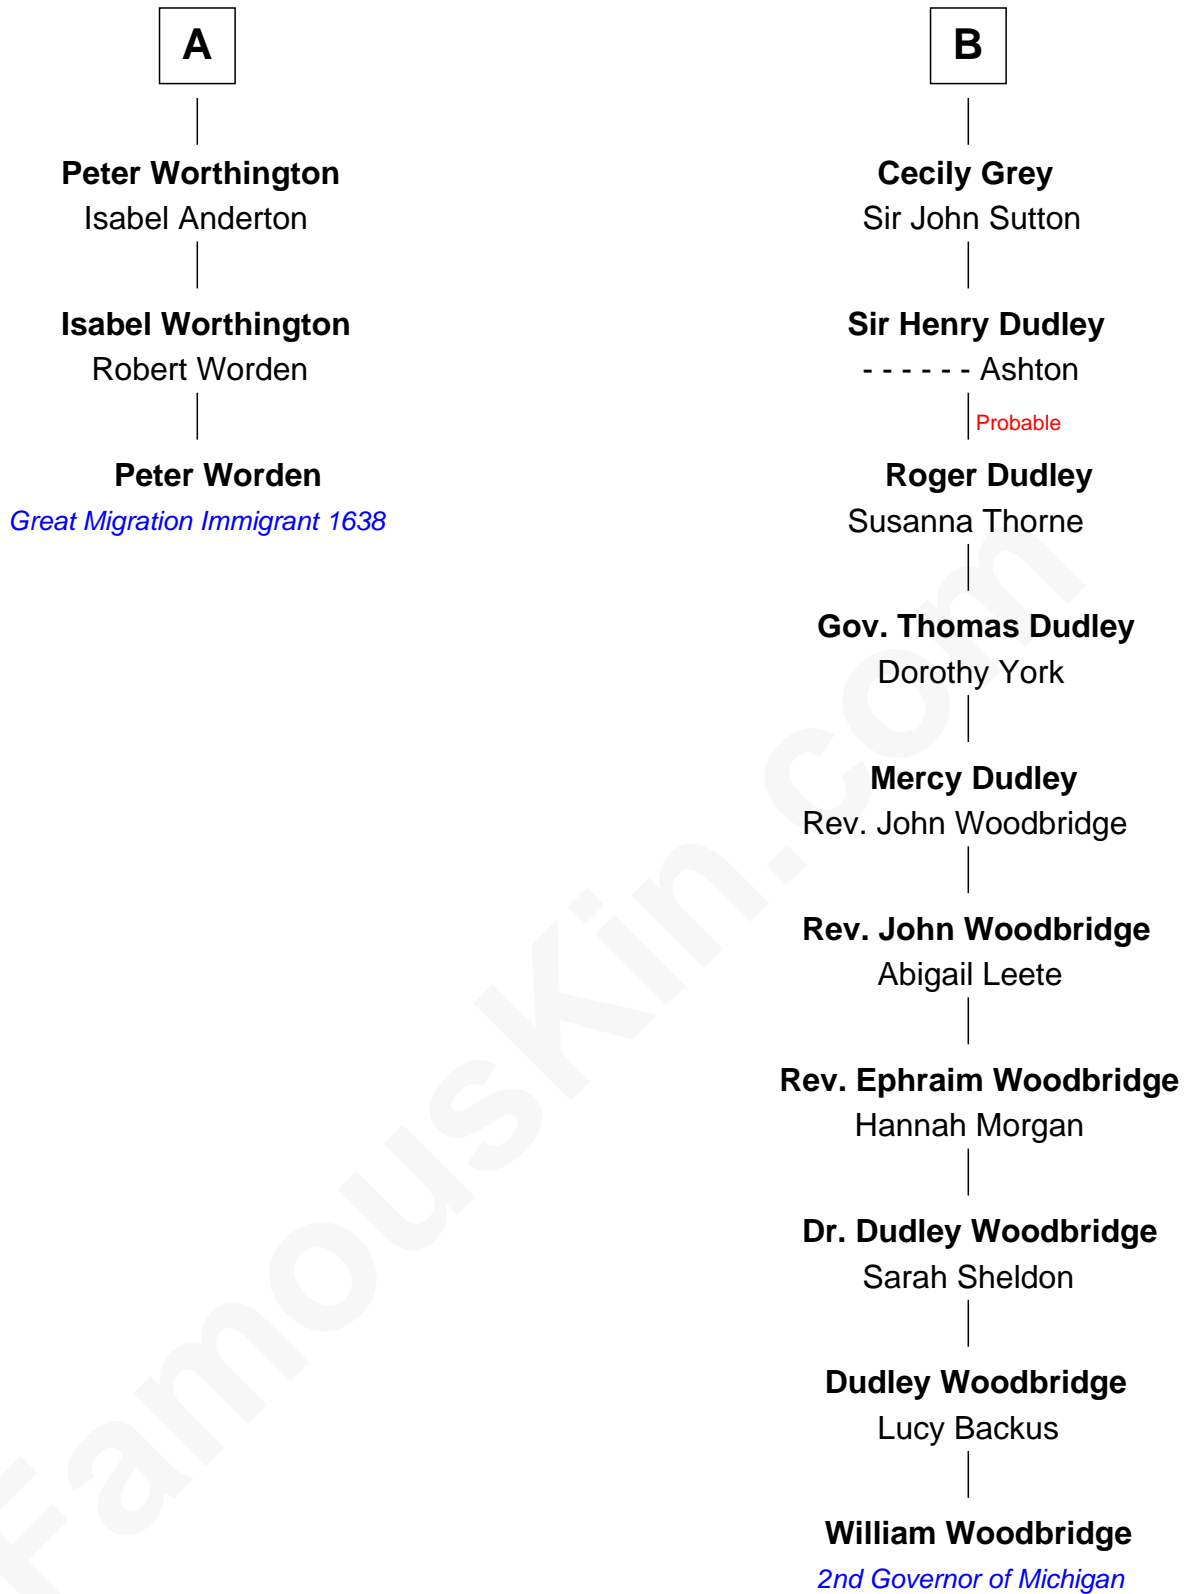 A
Peter Worthington
Isabel Anderton
Isabel Worthington
Robert Worden
Peter Worden
Great Migration Immigrant 1638
B
Cecily Grey
Sir John Sutton
Sir Henry Dudley
- - - - - - Ashton
Probable
Roger Dudley
Susanna Thorne
Gov. Thomas Dudley
Dorothy York
Mercy Dudley
Rev. John Woodbridge
Rev. John Woodbridge
Abigail Leete
Rev. Ephraim Woodbridge
Hannah Morgan
Dr. Dudley Woodbridge
Sarah Sheldon
Dudley Woodbridge
Lucy Backus
William Woodbridge
2nd Governor of Michigan
FamousKin.com